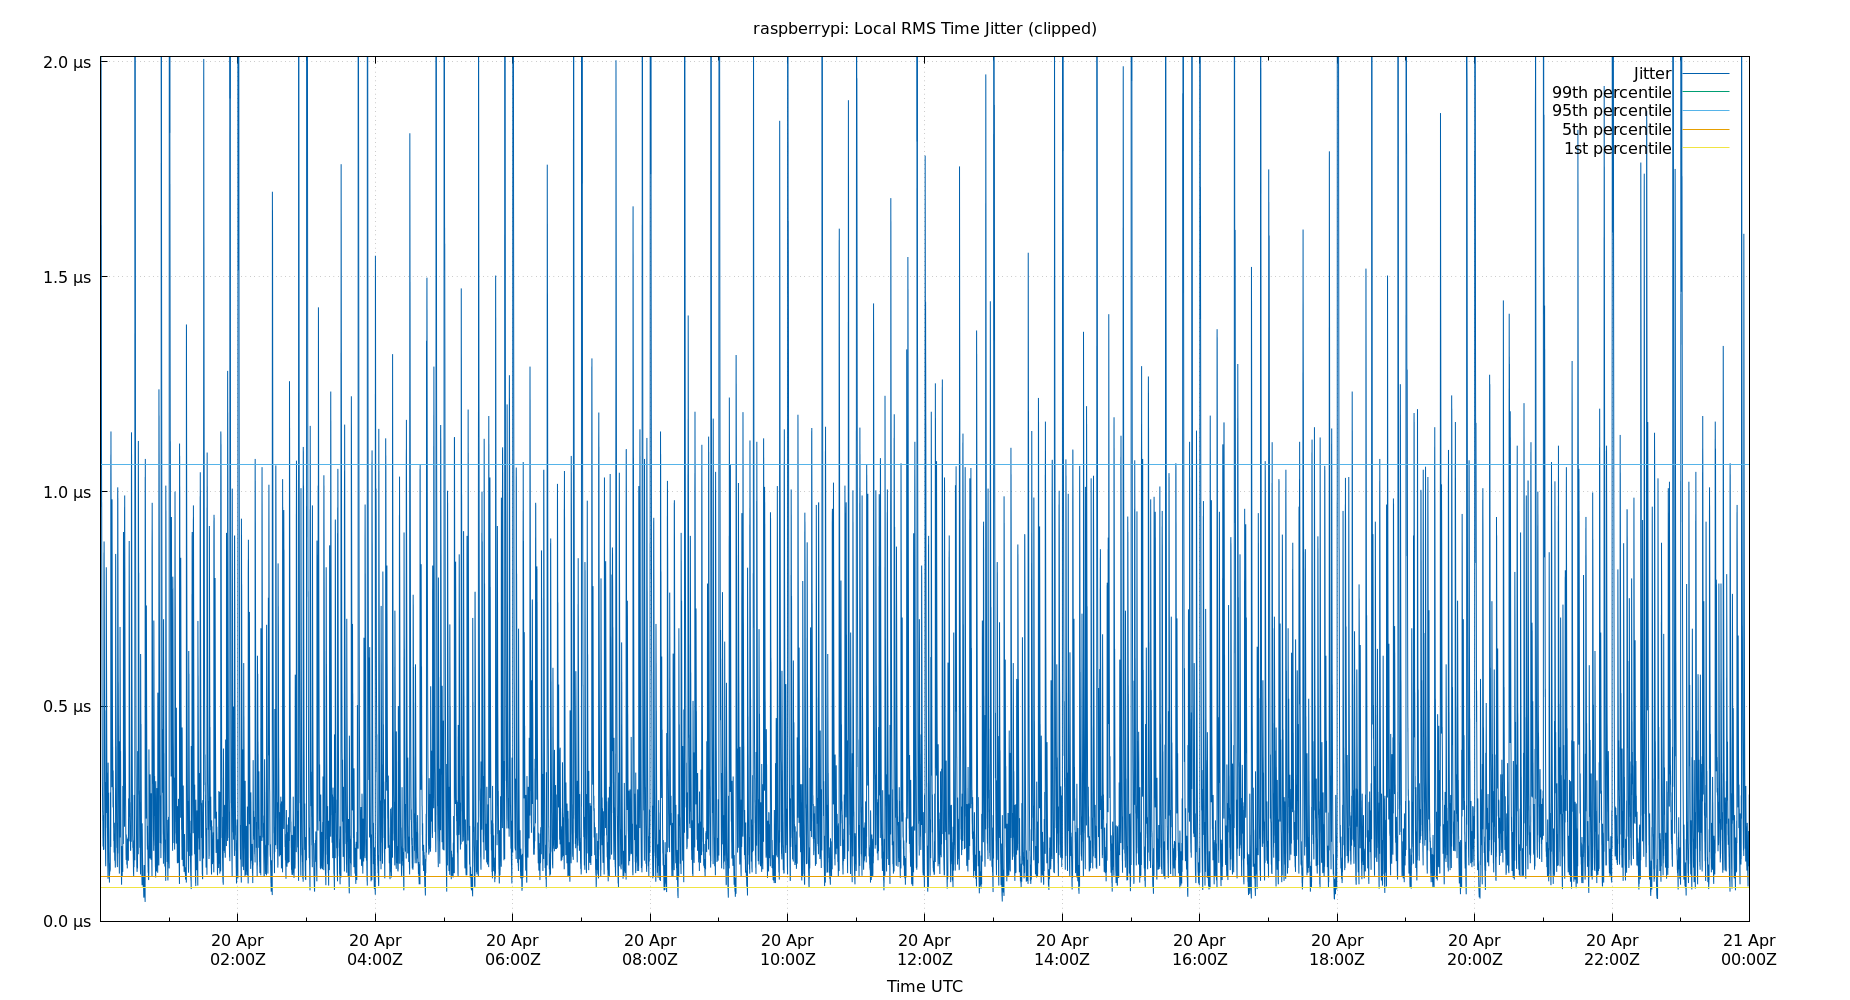 raspberrypi: Local RMS Time Jitter (clipped)
2.0 µs
1.5 µs
1.0 µs
0.5 µs
0.0 µs
Jitter
99th percentile
95th percentile
5th percentile
1st percentile
20 Apr 20 Apr 20 Apr 20 Apr 20 Apr 20 Apr 20 Apr 20 Apr 20 Apr 20 Apr 20 Apr 21 Apr
02:00Z 04:00Z 06:00Z 08:00Z 10:00Z 12:00Z 14:00Z 16:00Z 18:00Z 20:00Z 22:00Z 00:00Z
Time UTC